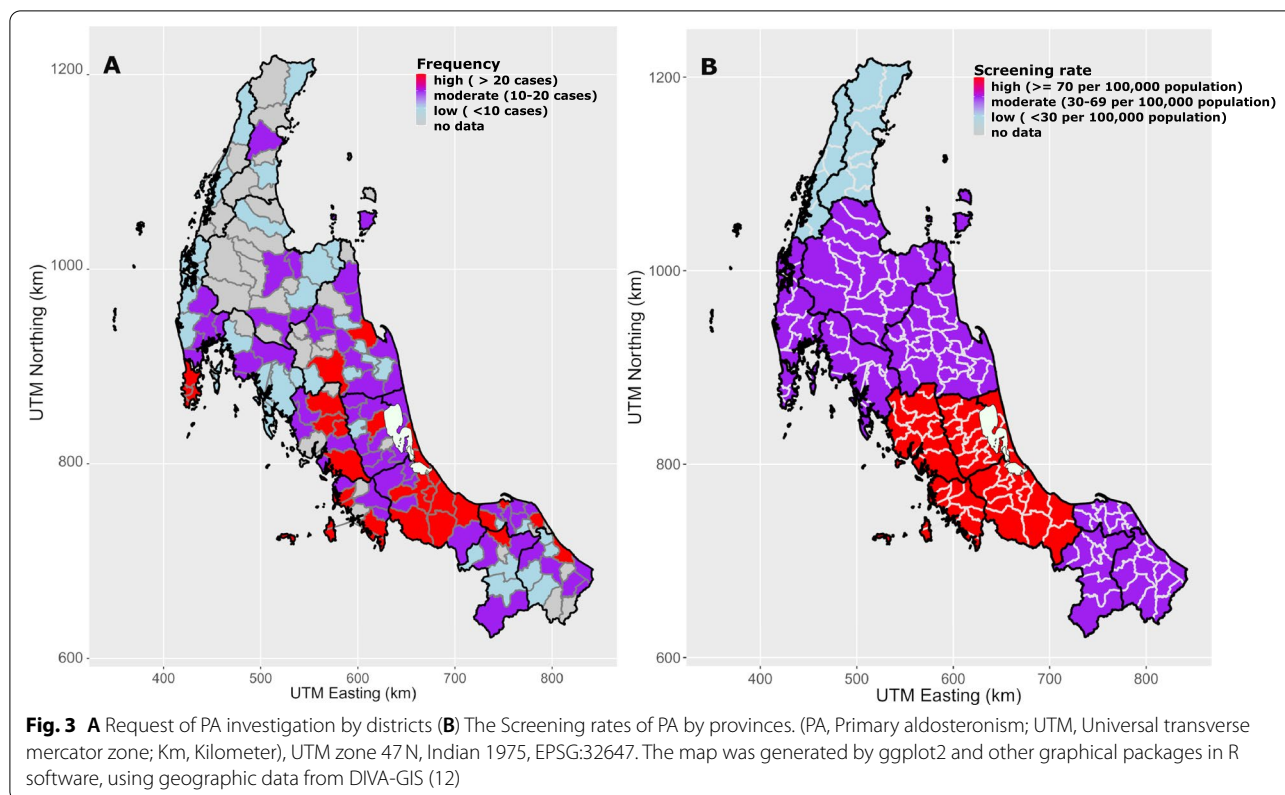 A
Frequency
high ( > 20 cases)
moderate (10-20 cases)
low ( <10 cases)
no data
1200
1000
800
600
UTM Northing (km)
400
500
600
700
800
UTM Easting (km)
B
Screening rate
high (>= 70 per 100,000 population)
moderate (30-69 per 100,000 population)
low ( <30 per 100,000 population)
no data
1200
1000
800
600
UTM Northing (km)
400
500
600
700
800
UTM Easting (km)
Fig. 3 A Request of PA investigation by districts (B) The Screening rates of PA by provinces. (PA, Primary aldosteronism; UTM, Universal transverse
mercator zone; Km, Kilometer), UTM zone 47 N, Indian 1975, EPSG:32647. The map was generated by ggplot2 and other graphical packages in R
software, using geographic data from DIVA-GIS (12)